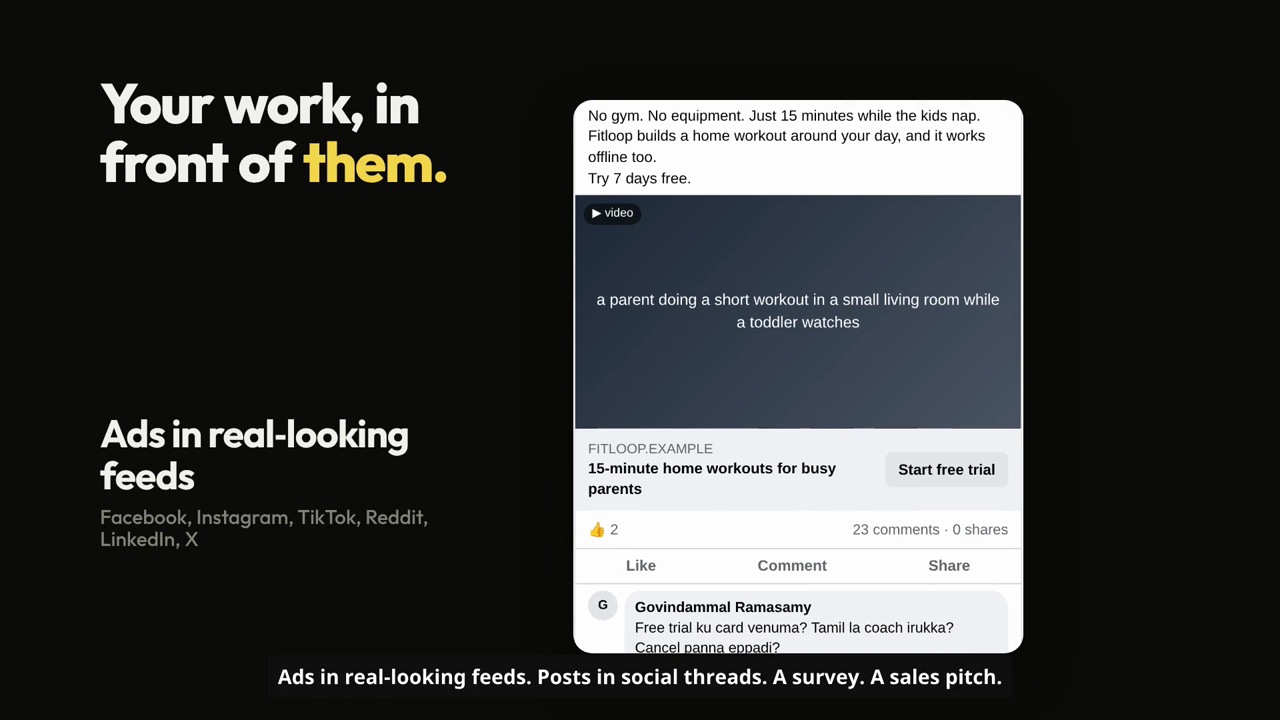 Your work, in
front of them.
Ads in real-looking
feeds
Facebook, Instagram, TikTok, Reddit,
LinkedIn, X
No gym. No equipment. Just 15 minutes while the kids nap.
Fitloop builds a home workout around your day, and it works
offline too.
Try 7 days free.
▶ video
a parent doing a short workout in a small living room while
a toddler watches
FITLOOP.EXAMPLE
15-minute home workouts for busy
parents
Start free trial
👍 2
23 comments · 0 shares
Like Comment Share
G
Govindammal Ramasamy
Free trial ku card venuma? Tamil la coach irukka?
Cancel panna eppadi?
Ads in real-looking feeds. Posts in social threads. A survey. A sales pitch.